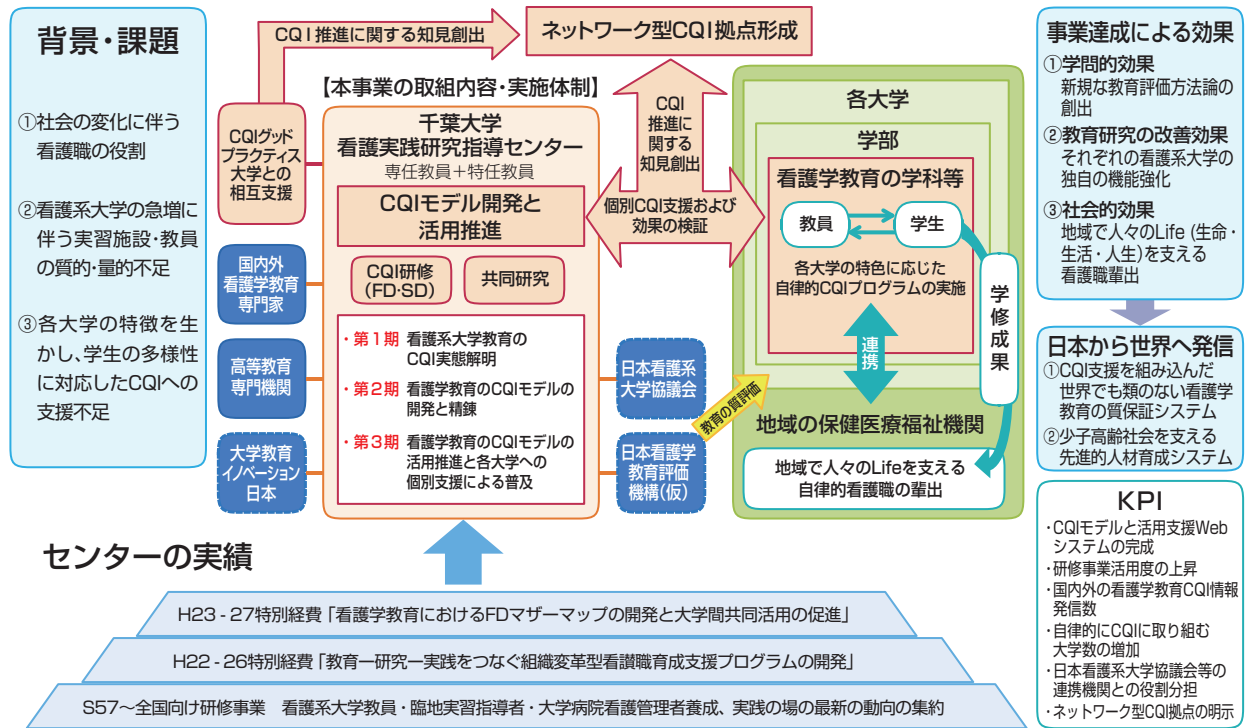 背景・課題
①社会の変化に伴う
看護職の役割
②看護系大学の急増に
伴う実習施設・教員
の質的・量的不足
③各大学の特徴を生
かし、学生の多様性
に対応したCQIへの
支援不足
CQI推進に関する知見創出
ネットワーク型CQI拠点形成
【本事業の取組内容・実施体制】
CQIグッド
プラクティス
大学との
相互支援
国内外
看護学教育
専門家
高等教育
専門機関
大学教育
イノベーション
日本
千葉大学
看護実践研究指導センター
専任教員＋特任教員
CQIモデル開発と
活用推進
CQI研修
(FD・SD)
共同研究
・第1期 看護系大学教育の
CQI実態解明
・第2期 看護学教育のCQIモデルの
開発と精錬
・第3期 看護学教育のCQIモデルの
活用推進と各大学への
個別支援による普及
CQI
推進に
関する
知見創出
個別CQI支援および
効果の検証
日本看護系
大学協議会
日本看護学
教育評価
機構(仮)
教育の質評価
各大学
学部
看護学教育の学科等
教員
学生
各大学の特色に応じた
自律的CQIプログラムの実施
連携
学修成果
地域の保健医療福祉機関
地域で人々のLifeを支える
自律的看護職の輩出
事業達成による効果
①学問的効果
新規な教育評価方法論の
創出
②教育研究の改善効果
それぞれの看護系大学の
独自の機能強化
③社会的効果
地域で人々のLife（生命・
生活・人生）を支える
看護職輩出
日本から世界へ発信
①CQI支援を組み込んだ
世界でも類のない看護学
教育の質保証システム
②少子高齢社会を支える
先進的人材育成システム
KPI
・CQIモデルと活用支援Web
システムの完成
・研修事業活用度の上昇
・国内外の看護学教育CQI情報
発信数
・自律的にCQIに取り組む
大学数の増加
・日本看護系大学協議会等の
連携機関との役割分担
・ネットワーク型CQI拠点の明示
センターの実績
H23-27特別経費「看護学教育におけるFDマザーマップの開発と大学間共同活用の促進」
H22-26特別経費「教育ー研究ー実践をつなぐ組織変革型看護職育成支援プログラムの開発」
S57～全国向け研修事業 看護系大学教員・臨地実習指導者・大学病院看護管理者養成、実践の場の最新の動向の集約